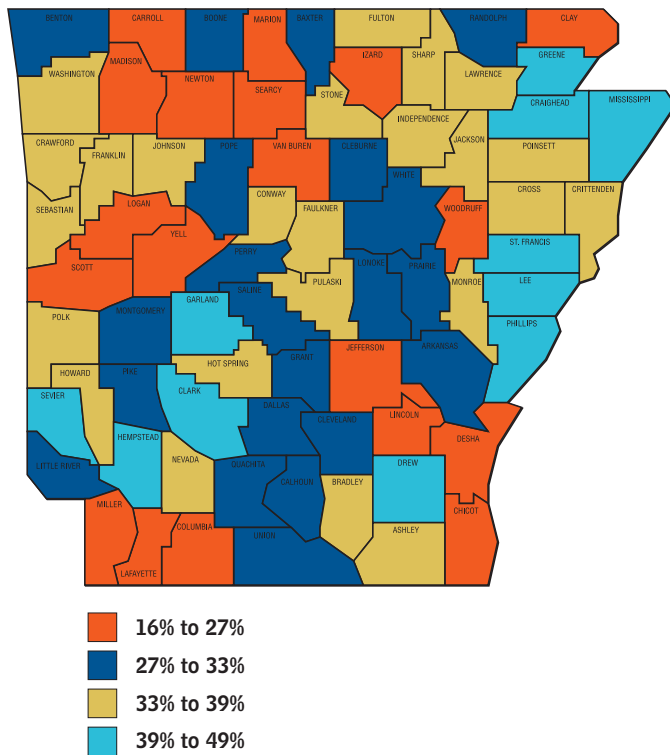 BENTON
CARROLL
BOONE
MARION
BAXTER
FULTON
RANDOLPH
CLAY
WASHINGTON
MADISON
NEWTON
SEARCY
IZARD
SHARP
LAWRENCE
GREENE
STONE
INDEPENDENCE
CRAIGHEAD
MISSISSIPPI
CRAWFORD
FRANKLIN
JOHNSON
POPE
VAN BUREN
CLEBURNE
JACKSON
POINSETT
WHITE
SEBASTIAN
LOGAN
CONWAY
FAULKNER
WOODRUFF
CROSS
CRITTENDEN
YELL
SCOTT
PERRY
LONOKE
PRAIRIE
ST. FRANCIS
PULASKI
MONROE
LEE
SALINE
GARLAND
POLK
MONTGOMERY
PHILLIPS
HOT SPRING
GRANT
JEFFERSON
ARKANSAS
HOWARD
PIKE
SEVIER
CLARK
DALLAS
CLEVELAND
LINCOLN
DESHA
HEMPSTEAD
LITTLE RIVER
NEVADA
OUACHITA
DREW
CALHOUN
BRADLEY
MILLER
COLUMBIA
CHICOT
UNION
ASHLEY
LAFAYETTE
16% to 27%
27% to 33%
33% to 39%
39% to 49%